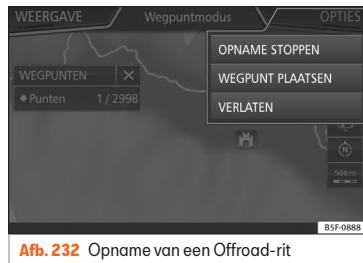 WEERGAVE
Wegpuntmodus
OPTIES
OPNAME STOPPEN
WEGPUNT PLAATSEN
VERLATEN
WEGPUNTEN
Punten 1 / 2998
N
500 m
B5F-0888
Afb. 232 Opname van een Offroad-rit